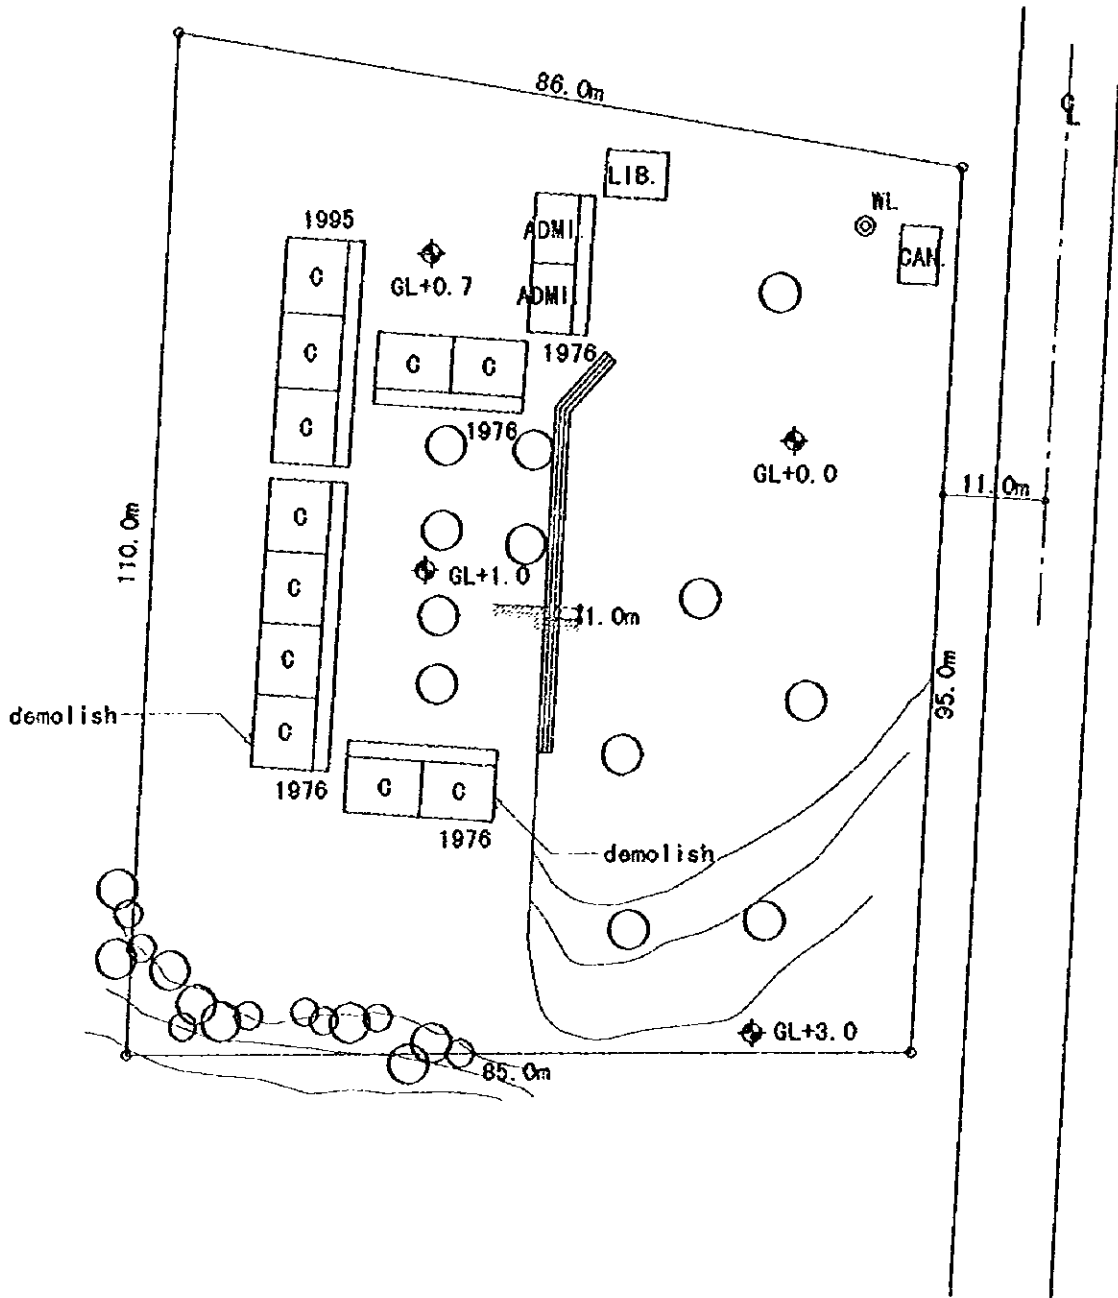 86.0m
℄
LIB.
WL
1995
ADMI.
CAN.
C
GL+0.7
ADMI.
C
1976
C
C
C
1976
GL+0.0
11.0m
110.0m
C
GL+1.0
C
1.0m
C
95.0m
demolish
C
1976
C
C
1976
demolish
GL+3.0
85.0m